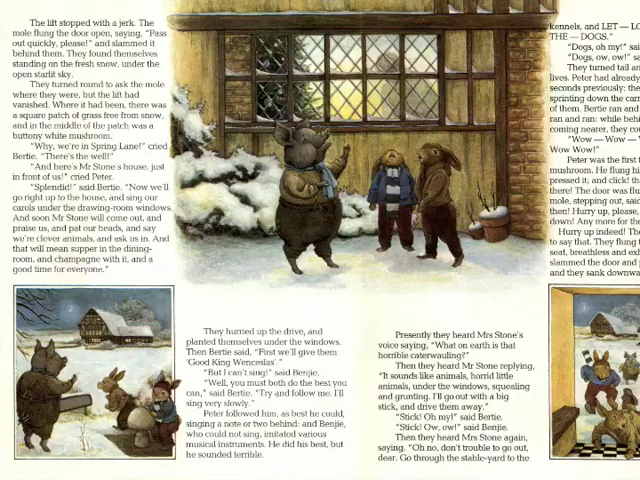 The lift stopped with a jerk. The
mole flung the door open, saying, "Pass
out quickly, please!" and slammed it
behind them. They found themselves
standing on the fresh snow, under the
open starlit sky.
They turned round to ask the mole
where they were, but the lift had
vanished. Where it had been, there was
a square patch of grass free from snow,
and in the middle of the patch was a
buttony white mushroom.
"Why, we're in Spring Lane!" cried
Bertie. "There's the well!"
"And here's Mr Stone's house, just
in front of us!" cried Peter.
"Splendid!" said Bertie. "Now we'll
go right up to the house, and sing our
carols under the drawing-room windows.
And soon Mr Stone will come out, and
praise us, and pat our heads, and say
we're clever animals, and ask us in. And
that will mean supper in the dining-
room, and champagne with it, and a
good time for everyone."
They hurried up the drive, and
planted themselves under the windows.
Then Bertie said, "First we'll give them
'Good King Wenceslas'."
"But I can't sing!" said Benjie.
"Well, you must both do the best you
can," said Bertie. "Try and follow me. I'll
sing very slowly."
Peter followed him, as best he could,
singing a note or two behind; and Benjie,
who could not sing, imitated various
musical instruments. He did his best, but
he sounded terrible.
Presently they heard Mrs Stone's
voice saying, "What on earth is that
horrible caterwauling?"
Then they heard Mr Stone replying,
"It sounds like animals, horrid little
animals, under the windows, squealing
and grunting. I'll go out with a big
stick, and drive them away."
"Stick! Oh my!" said Bertie.
"Stick! Ow, ow!" said Benjie.
Then they heard Mrs Stone again,
saying, "Oh no, don't trouble to go out,
dear. Go through the stable-yard to the
kennels, and LET — LO
THE — DOGS."
"Dogs, oh my!" sai
"Dogs, ow, ow!" sa
They turned tail an
lives. Peter had already
seconds previously: the
sprinting down the car
of them. Bertie ran and
ran and ran: while behi
coming nearer, they cou
"Wow — Wow —
Wow Wow!"
Peter was the first t
mushroom. He flung hi
pressed it; and click! th
there! The door was flu
mole, stepping out, said
then! Hurry up, please,
down! Any more for the
Hurry up indeed! The
to say that. They flung t
seat, breathless and exh
slammed the door and
and they sank downwa